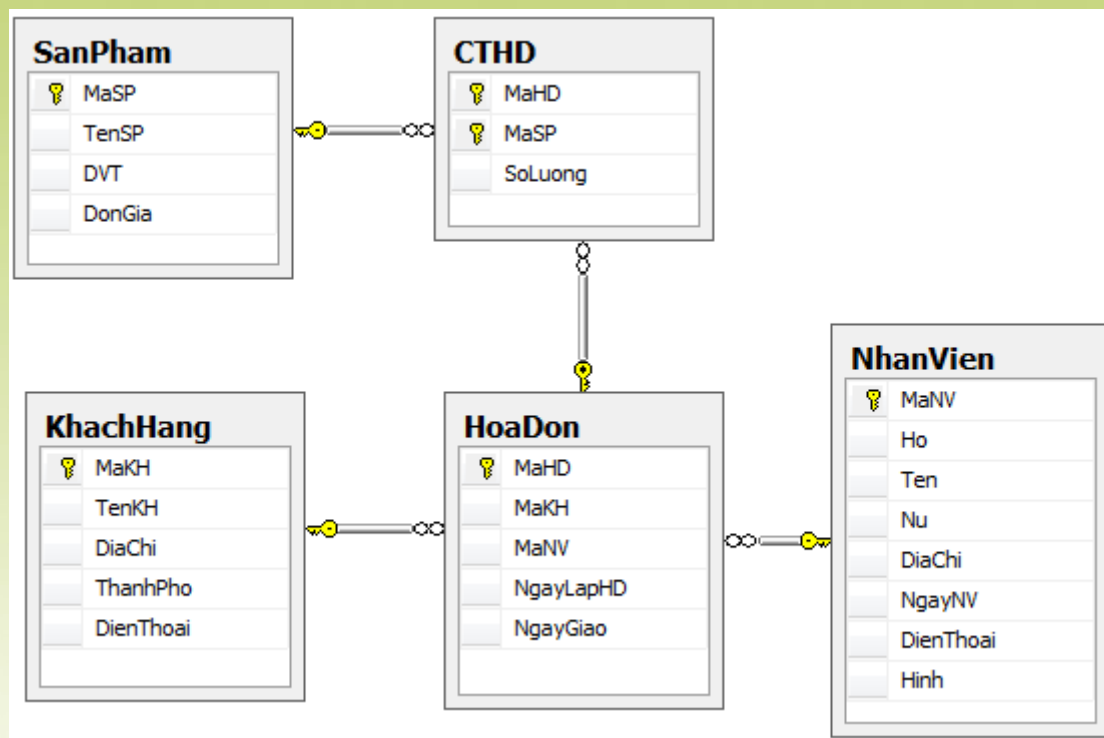 SanPham
MaSP
TenSP
DVT
DonGia
CTHD
MaHD
MaSP
SoLuong
KhachHang
MaKH
TenKH
DiaChi
ThanhPho
DienThoai
HoaDon
MaHD
MaKH
MaNV
NgayLapHD
NgayGiao
NhanVien
MaNV
Ho
Ten
Nu
DiaChi
NgayNV
DienThoai
Hinh